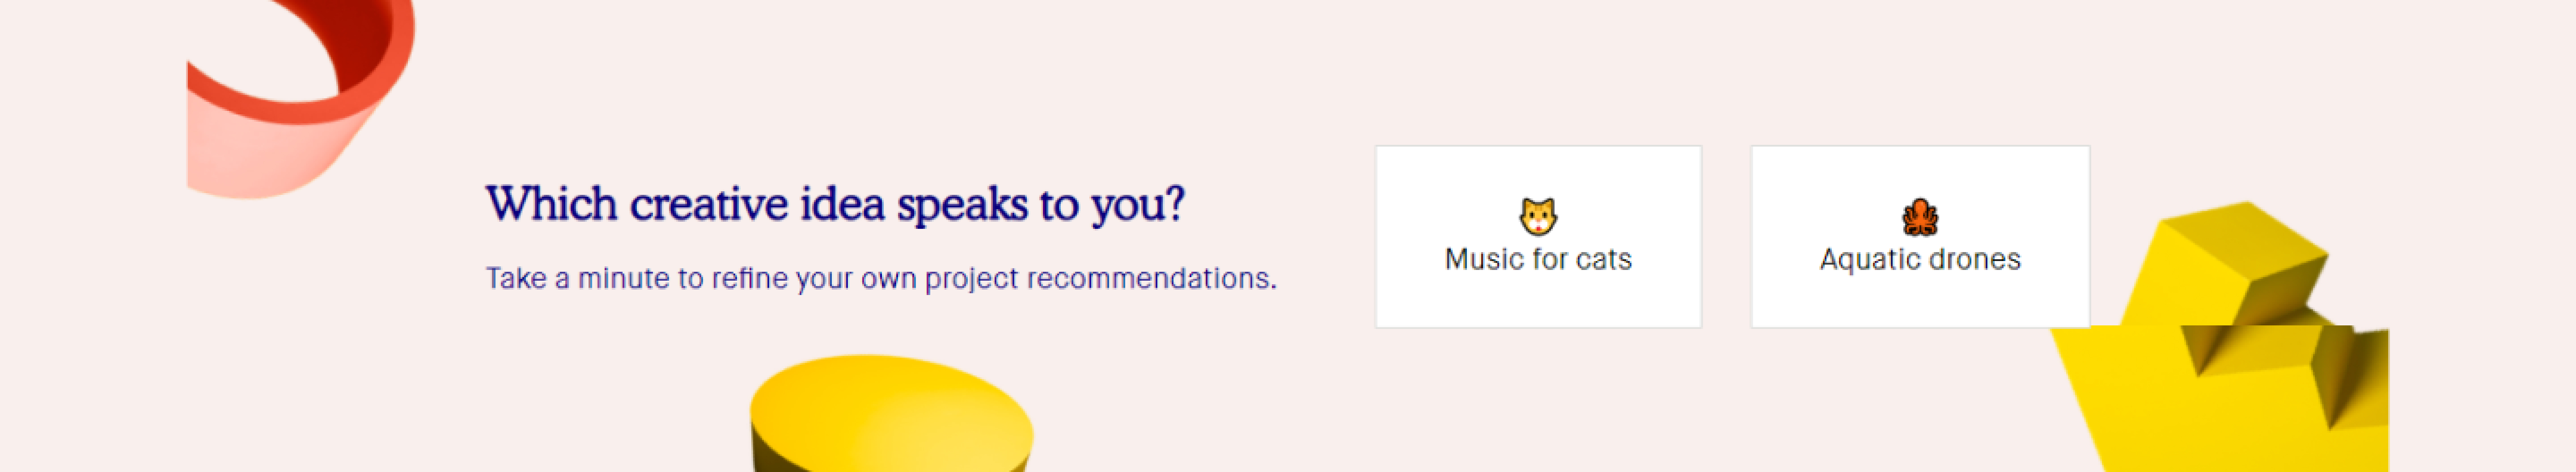 Which creative idea speaks to you?
Take a minute to refine your own project recommendations.
Music for cats
Aquatic drones